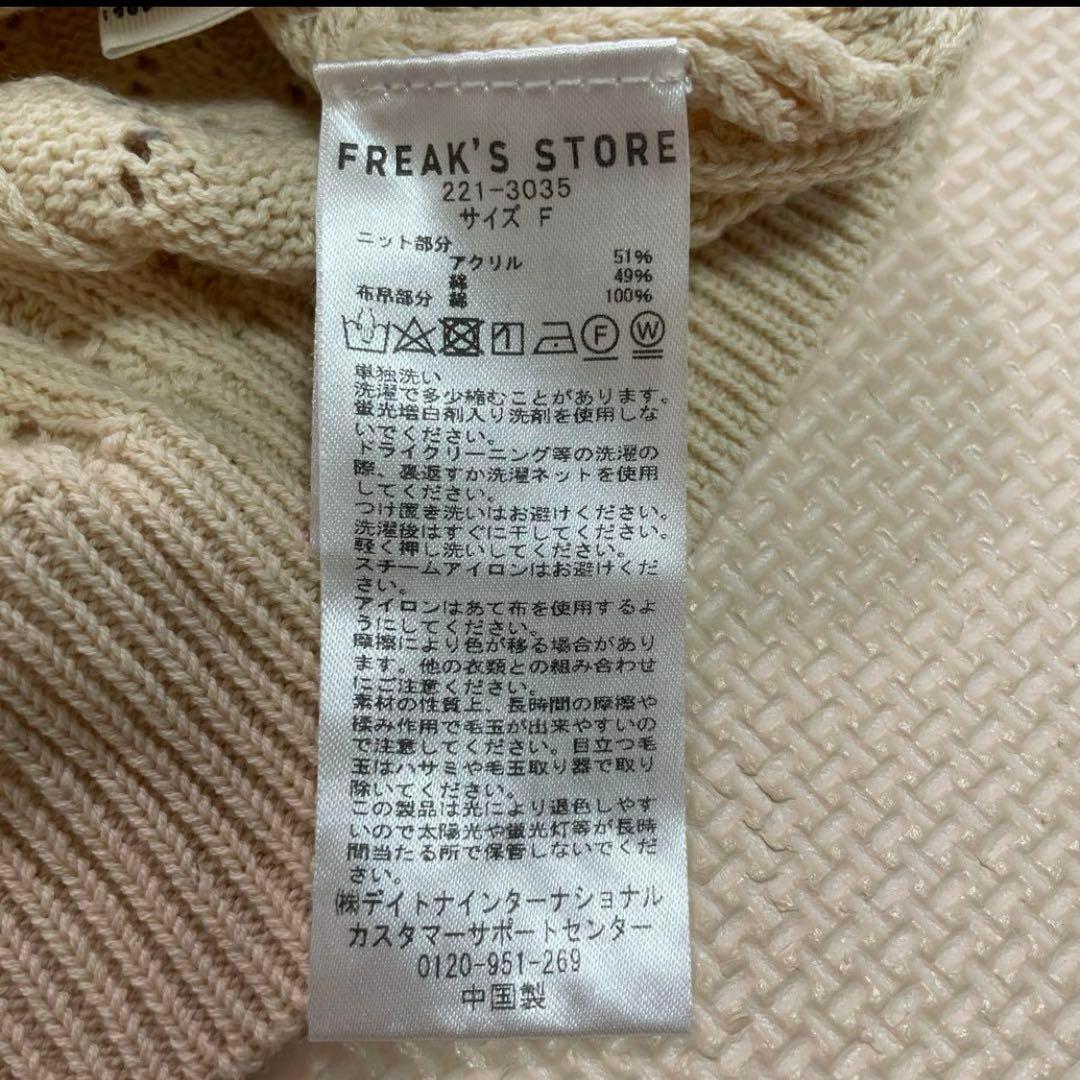 FREAK'S STORE
221-3035
サイズ F
ニット部分
アクリル 51%
綿 49%
布帛部分 綿 100%
F W
単独洗い
洗濯で多少縮むことがあります。
蛍光増白剤入り洗剤を使用しな
いでください。
ドライクリーニング等の洗濯の
際、裏返すか洗濯ネットを使用
してください。
つけ置き洗いはお避けください。
洗濯後はすぐに干してください。
軽く押し洗いしてください。
スチームアイロンはお避けくだ
さい。
アイロンはあて布を使用するよ
うにしてください。
摩擦により色が移る場合があり
ます。他の衣類との組み合わせ
にご注意ください。
素材の性質上、長時間の摩擦や
揉み作用で毛玉が出来やすいの
で注意してください。目立つ毛
玉はハサミや毛玉取り器で取り
除いてください。
この製品は光により退色しやす
いので太陽光や蛍光灯等が長時
間当たる所で保管しないでくだ
さい。
㈱デイトナインターナショナル
カスタマーサポートセンター
0120-951-269
中国製